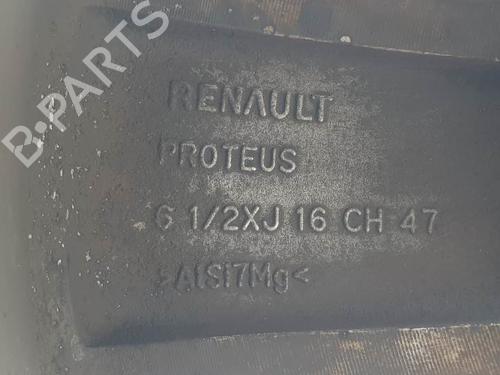 B-PARTS
RENAULT
PROTEUS
6 1/2XJ 16 CH 47
>AlSi7Mg<